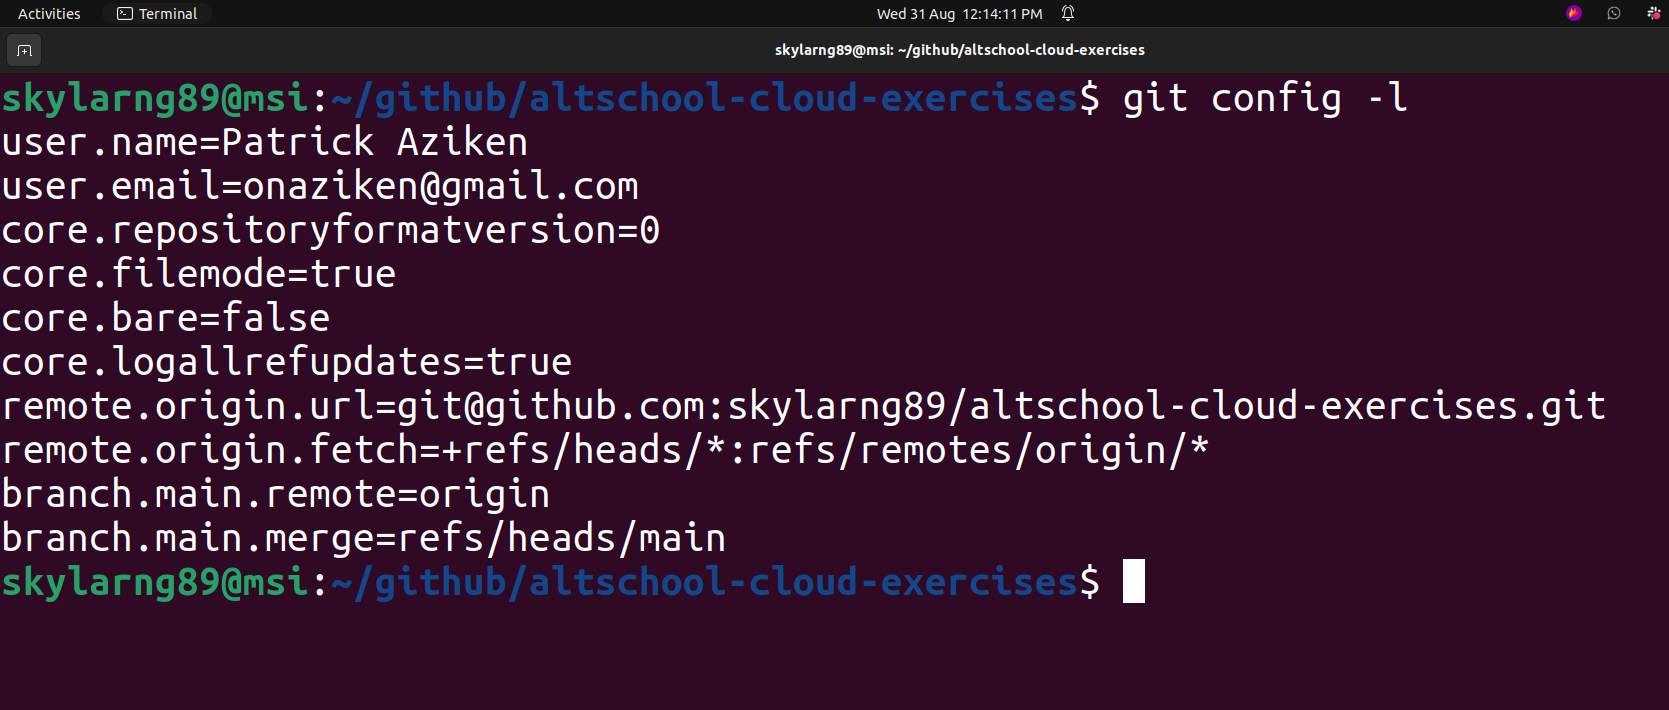 Activities Terminal Wed 31 Aug 12:14:11 PM
skylarng89@msi: ~/github/altschool-cloud-exercises
skylarng89@msi:~/github/altschool-cloud-exercises$ git config -l
user.name=Patrick Aziken
user.email=onaziken@gmail.com
core.repositoryformatversion=0
core.filemode=true
core.bare=false
core.logallrefupdates=true
remote.origin.url=git@github.com:skylarng89/altschool-cloud-exercises.git
remote.origin.fetch=+refs/heads/*:refs/remotes/origin/*
branch.main.remote=origin
branch.main.merge=refs/heads/main
skylarng89@msi:~/github/altschool-cloud-exercises$